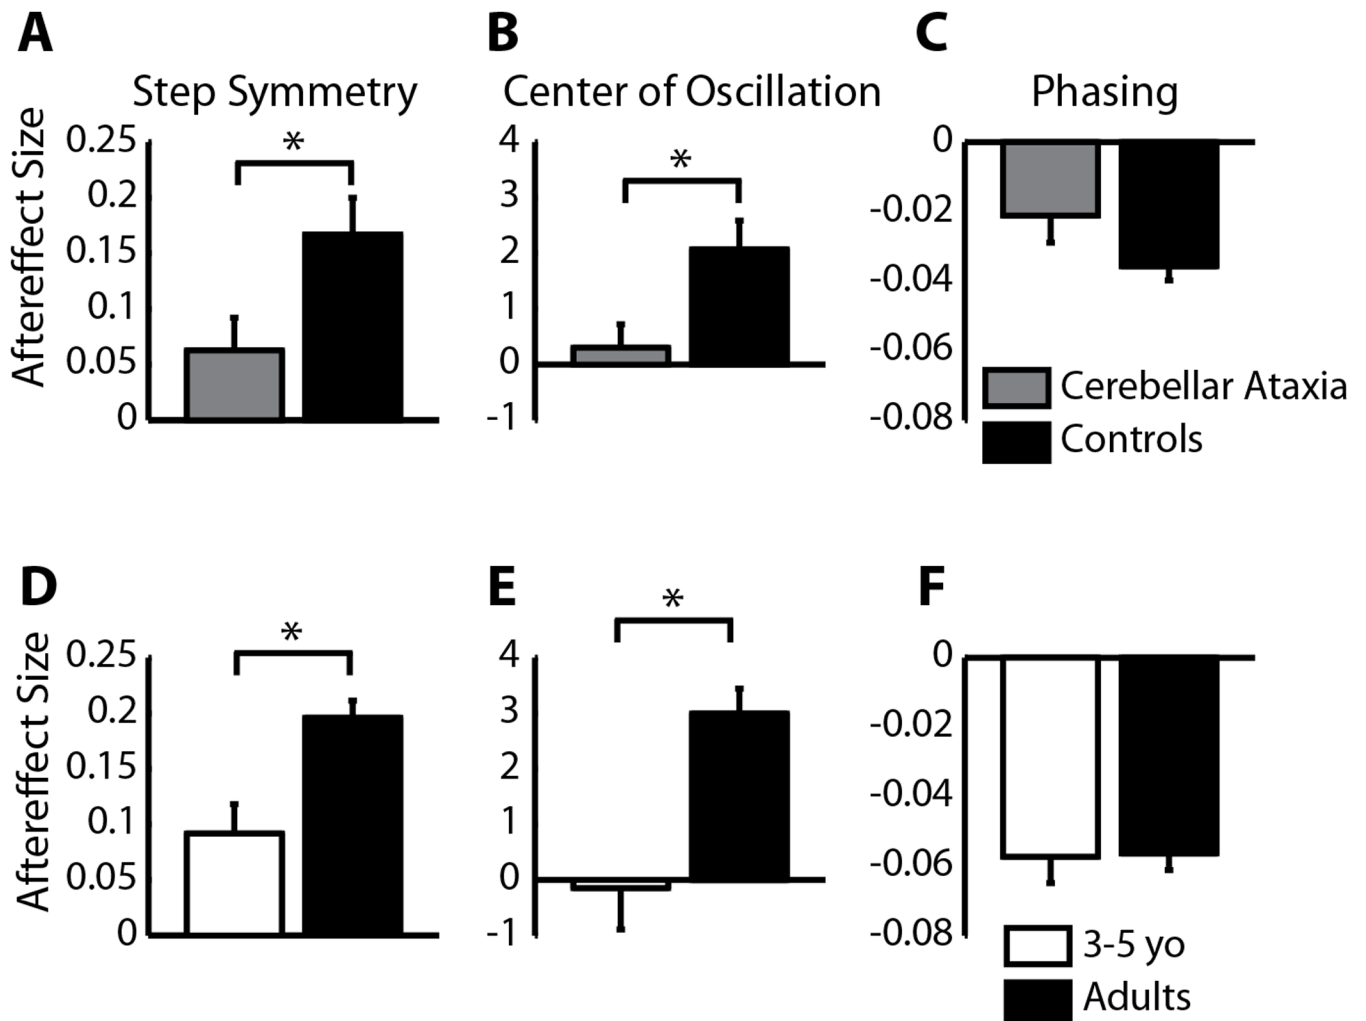 A
B
C
Step Symmetry
Center of Oscillation
Phasing
Aftereffect Size
0.25
0.2
0.15
0.1
0.05
0
*
4
3
2
1
0
-1
*
0
-0.02
-0.04
-0.06
-0.08
Cerebellar Ataxia
Controls
D
E
F
Aftereffect Size
0.25
0.2
0.15
0.1
0.05
0
*
4
3
2
1
0
-1
*
0
-0.02
-0.04
-0.06
-0.08
3-5 yo
Adults